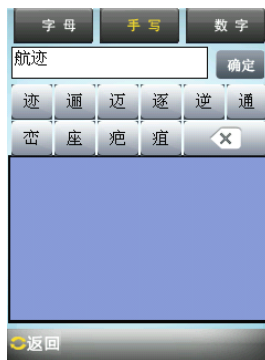 字母 手写 数字
航迹 确定
迹 逦 迈 逐 逆 通
峦 座 疤 疽
返回